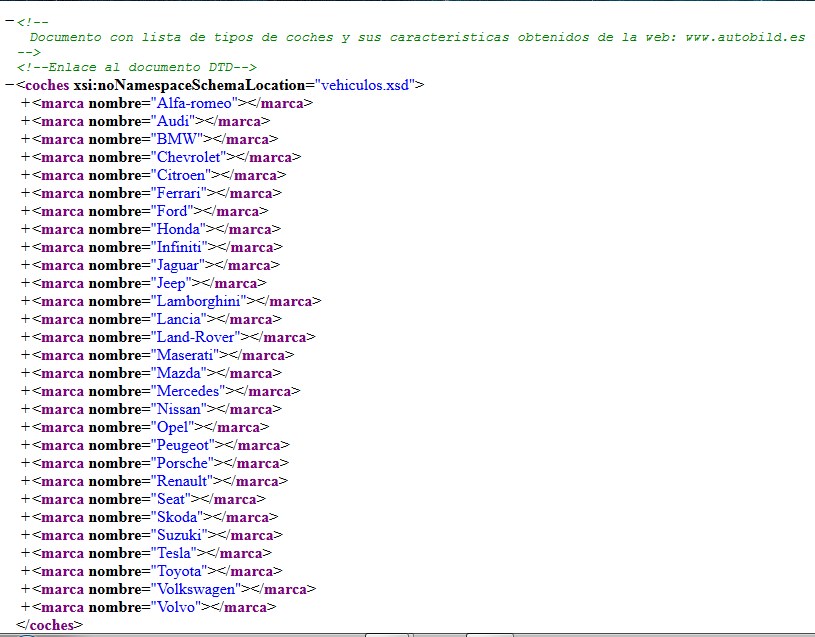 −<!--
Documento con lista de tipos de coches y sus caracteristicas obtenidos de la web: www.autobild.es
-->
<!--Enlace al documento DTD-->
−<coches xsi:noNamespaceSchemaLocation="vehiculos.xsd">
+<marca nombre="Alfa-romeo"></marca>
+<marca nombre="Audi"></marca>
+<marca nombre="BMW"></marca>
+<marca nombre="Chevrolet"></marca>
+<marca nombre="Citroen"></marca>
+<marca nombre="Ferrari"></marca>
+<marca nombre="Ford"></marca>
+<marca nombre="Honda"></marca>
+<marca nombre="Infiniti"></marca>
+<marca nombre="Jaguar"></marca>
+<marca nombre="Jeep"></marca>
+<marca nombre="Lamborghini"></marca>
+<marca nombre="Lancia"></marca>
+<marca nombre="Land-Rover"></marca>
+<marca nombre="Maserati"></marca>
+<marca nombre="Mazda"></marca>
+<marca nombre="Mercedes"></marca>
+<marca nombre="Nissan"></marca>
+<marca nombre="Opel"></marca>
+<marca nombre="Peugeot"></marca>
+<marca nombre="Porsche"></marca>
+<marca nombre="Renault"></marca>
+<marca nombre="Seat"></marca>
+<marca nombre="Skoda"></marca>
+<marca nombre="Suzuki"></marca>
+<marca nombre="Tesla"></marca>
+<marca nombre="Toyota"></marca>
+<marca nombre="Volkswagen"></marca>
+<marca nombre="Volvo"></marca>
</coches>